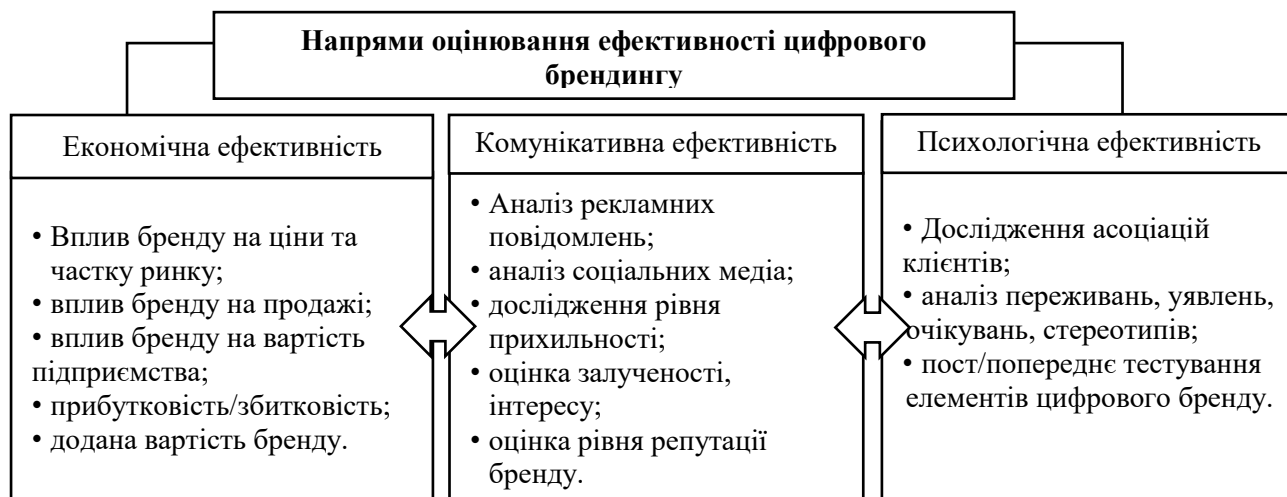 Напрями оцінювання ефективності цифрового
брендингу
Економічна ефективність
• Вплив бренду на ціни та
частку ринку;
• вплив бренду на продажі;
• вплив бренду на вартість
підприємства;
• прибутковість/збитковість;
• додана вартість бренду.
Комунікативна ефективність
• Аналіз рекламних
повідомлень;
• аналіз соціальних медіа;
• дослідження рівня
прихильності;
• оцінка залученості,
інтересу;
• оцінка рівня репутації
бренду.
Психологічна ефективність
• Дослідження асоціацій
клієнтів;
• аналіз переживань, уявлень,
очікувань, стереотипів;
• пост/попереднє тестування
елементів цифрового бренду.